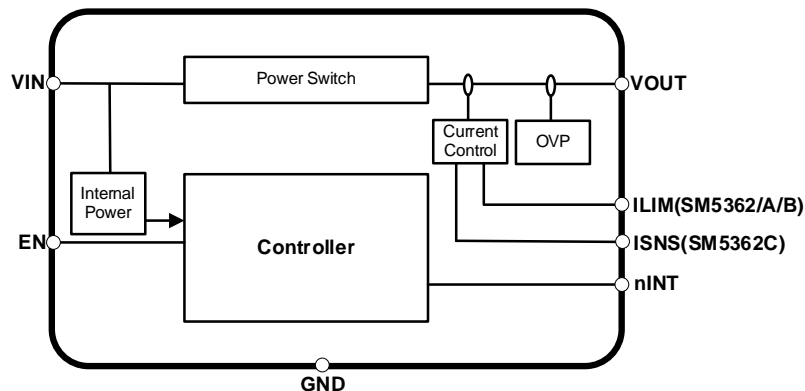 Power Switch
VIN
VOUT
Current
Control
OVP
Internal
Power
ILIM(SM5362/A/B)
EN
Controller
ISNS(SM5362C)
nINT
GND